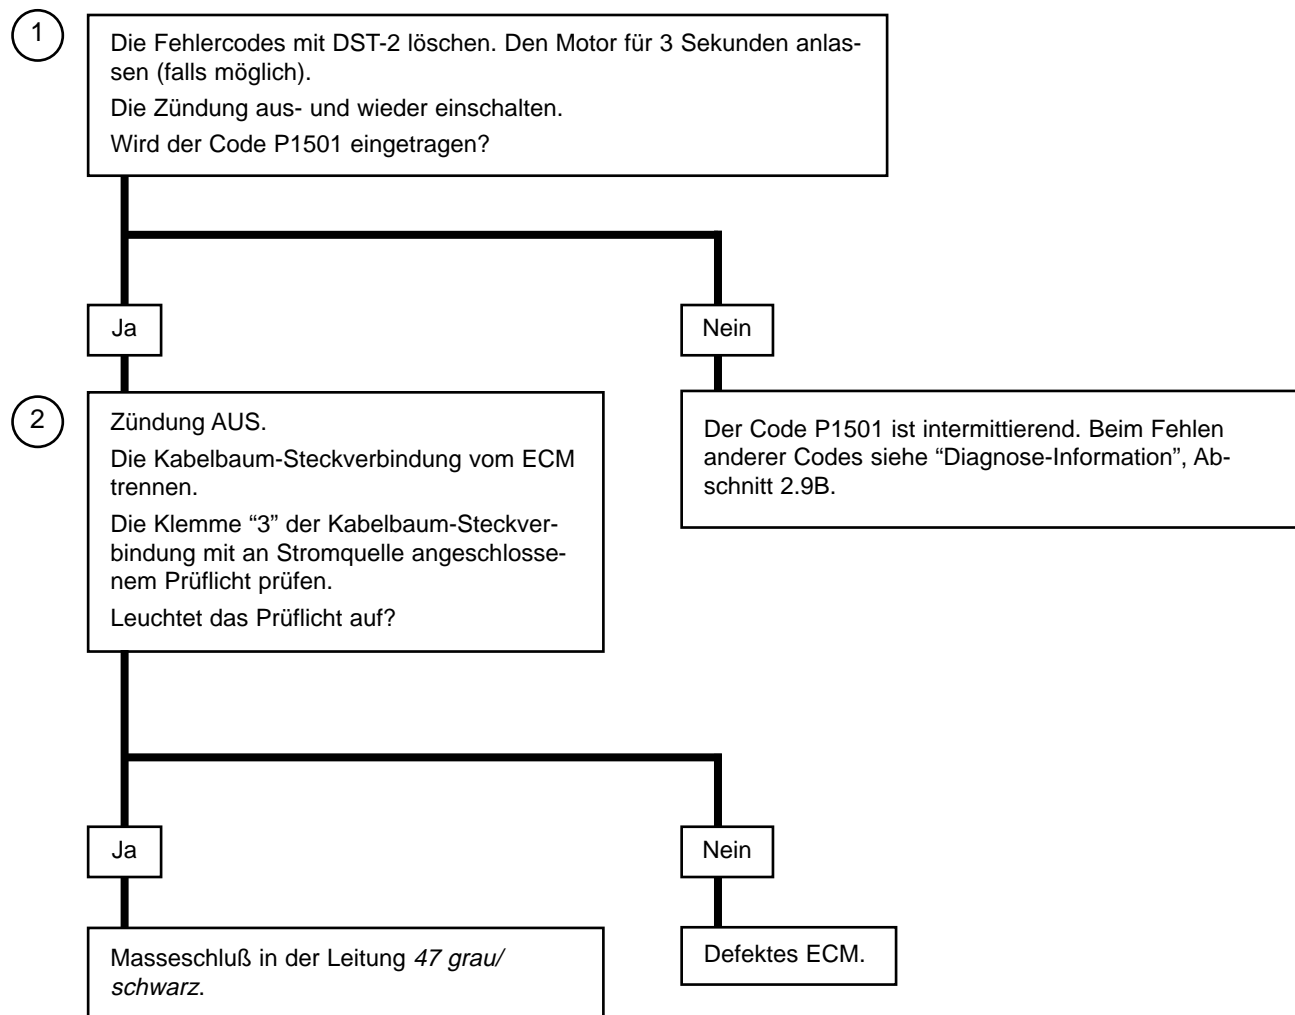 1
Die Fehlercodes mit DST-2 löschen. Den Motor für 3 Sekunden anlas-
sen (falls möglich).
Die Zündung aus- und wieder einschalten.
Wird der Code P1501 eingetragen?
Ja
Nein
2
Zündung AUS.
Die Kabelbaum-Steckverbindung vom ECM
trennen.
Die Klemme “3” der Kabelbaum-Steckver-
bindung mit an Stromquelle angeschlosse-
nem Prüflicht prüfen.
Leuchtet das Prüflicht auf?
Der Code P1501 ist intermittierend. Beim Fehlen
anderer Codes siehe “Diagnose-Information”, Ab-
schnitt 2.9B.
Ja
Nein
Masseschluß in der Leitung 47 grau/
schwarz.
Defektes ECM.